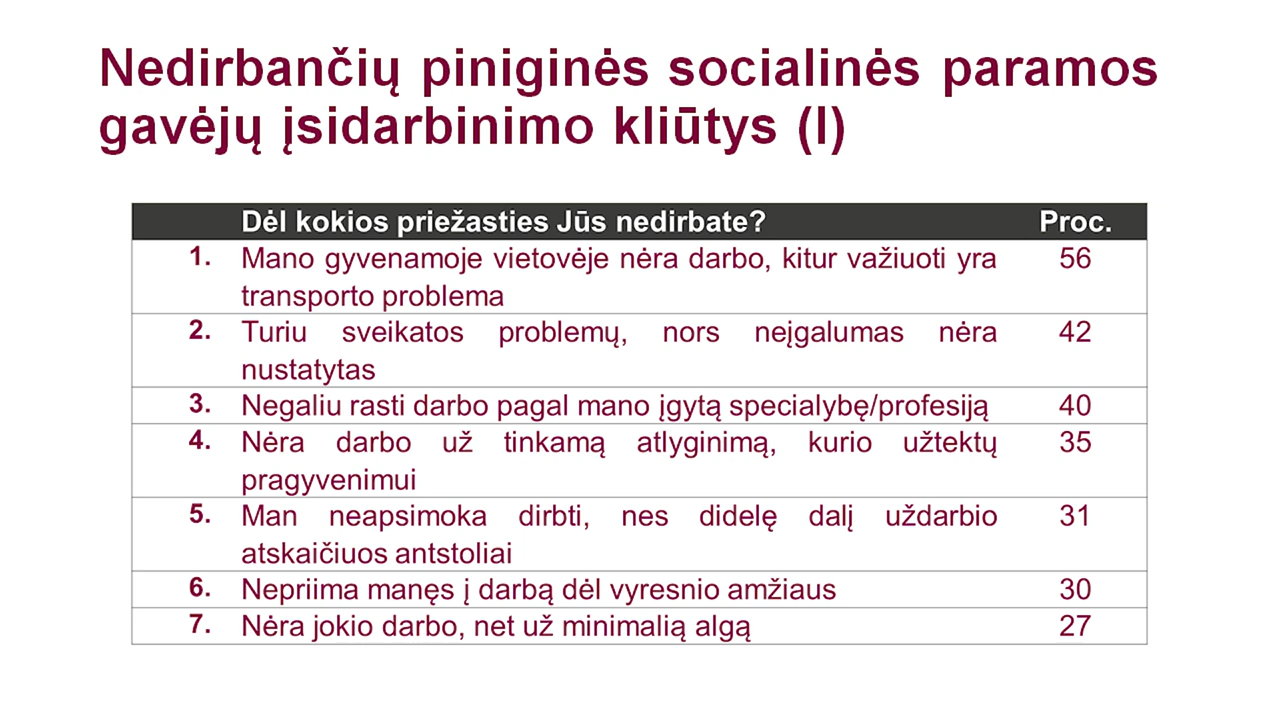 Nedirbančių piniginės socialinės paramos
gavėjų įsidarbinimo kliūtys (I)
Dėl kokios priežasties Jūs nedirbate? Proc.
1. Mano gyvenamoje vietovėje nėra darbo, kitur važiuoti yra 56
transporto problema
2. Turiu sveikatos problemų, nors neįgalumas nėra 42
nustatytas
3. Negaliu rasti darbo pagal mano įgytą specialybę/profesiją 40
4. Nėra darbo už tinkamą atlyginimą, kurio užtektų 35
pragyvenimui
5. Man neapsimoka dirbti, nes didelę dalį uždarbio 31
atskaičiuos antstoliai
6. Nepriima manęs į darbą dėl vyresnio amžiaus 30
7. Nėra jokio darbo, net už minimalią algą 27